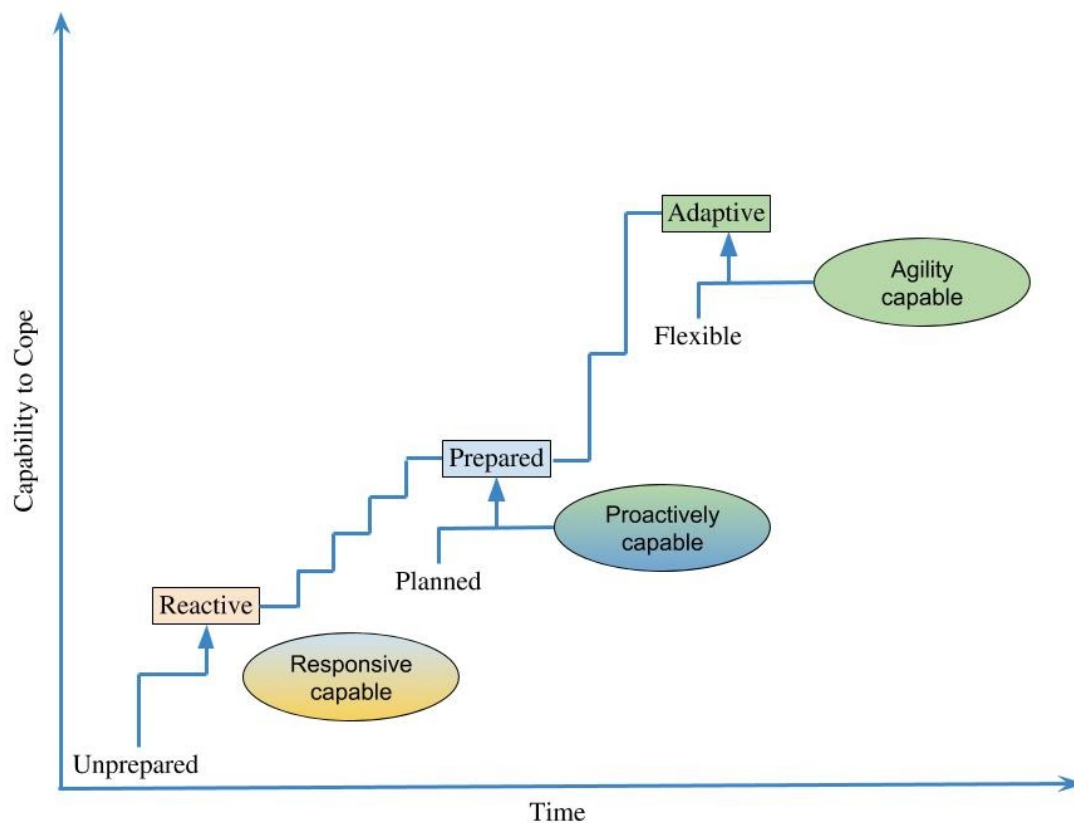 Adaptive
Agility
capable
Flexible
Capability to Cope
Prepared
Proactively
capable
Planned
Reactive
Responsive
capable
Unprepared
Time